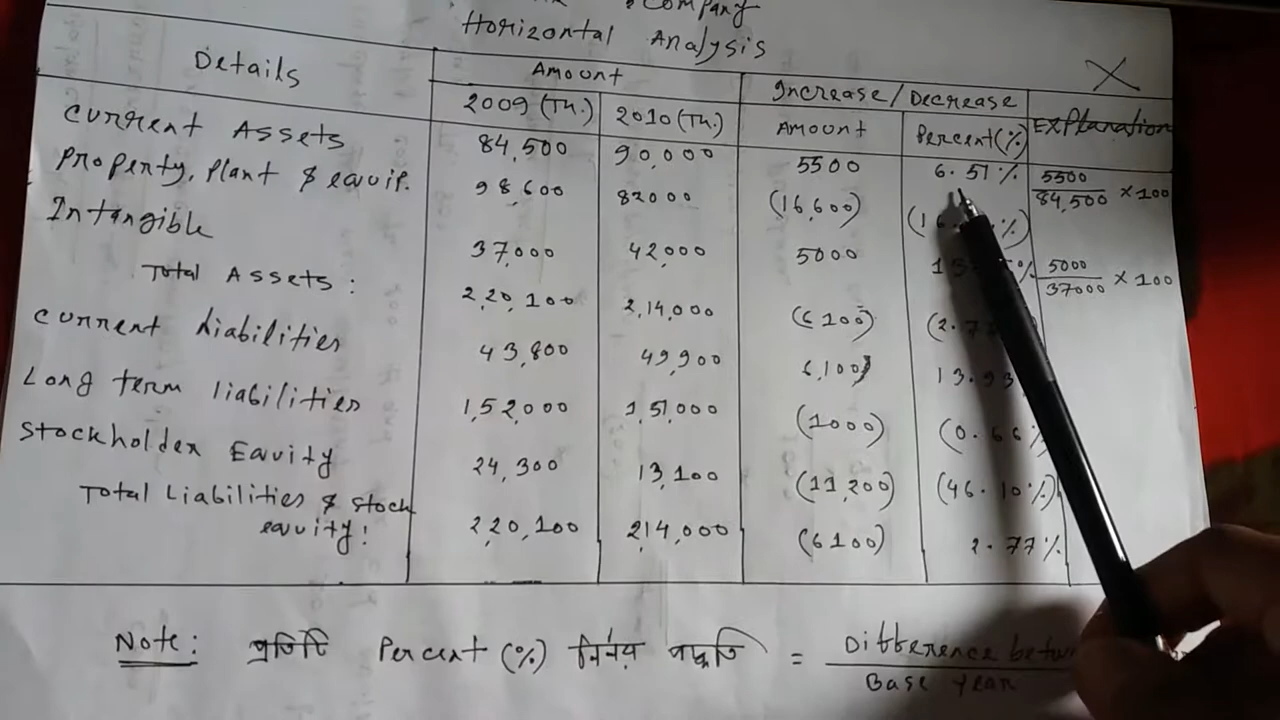 Company
Horizontal Analysis
Details Amount Increase/Decrease Explanation
2009 (Th.) 2010 (Th.) Amount Percent (%)
Current Assets 84,500 90,000 5500 6.51% 5500/84,500 × 100
Property, Plant & equip. 98,600 82000 (16,600)
Intangible 37,000 42,000 5000 5000/37000 × 100
Total Assets: 2,20,100 2,14,000 (6100)
Current Liabilities 43,800 49,900 6,100)
Long term liabilities 1,52,000 1,51,000 (1000) (0.66%
Stockholder Equity 24,300 13,100 (11,200) (46.10%)
Total Liabilities & Stock
equity: 2,20,100 214,000 (6100) 2.77%
Note: প্রতিটি Percent (%) নির্ণয় পদ্ধতি = Difference / Base year